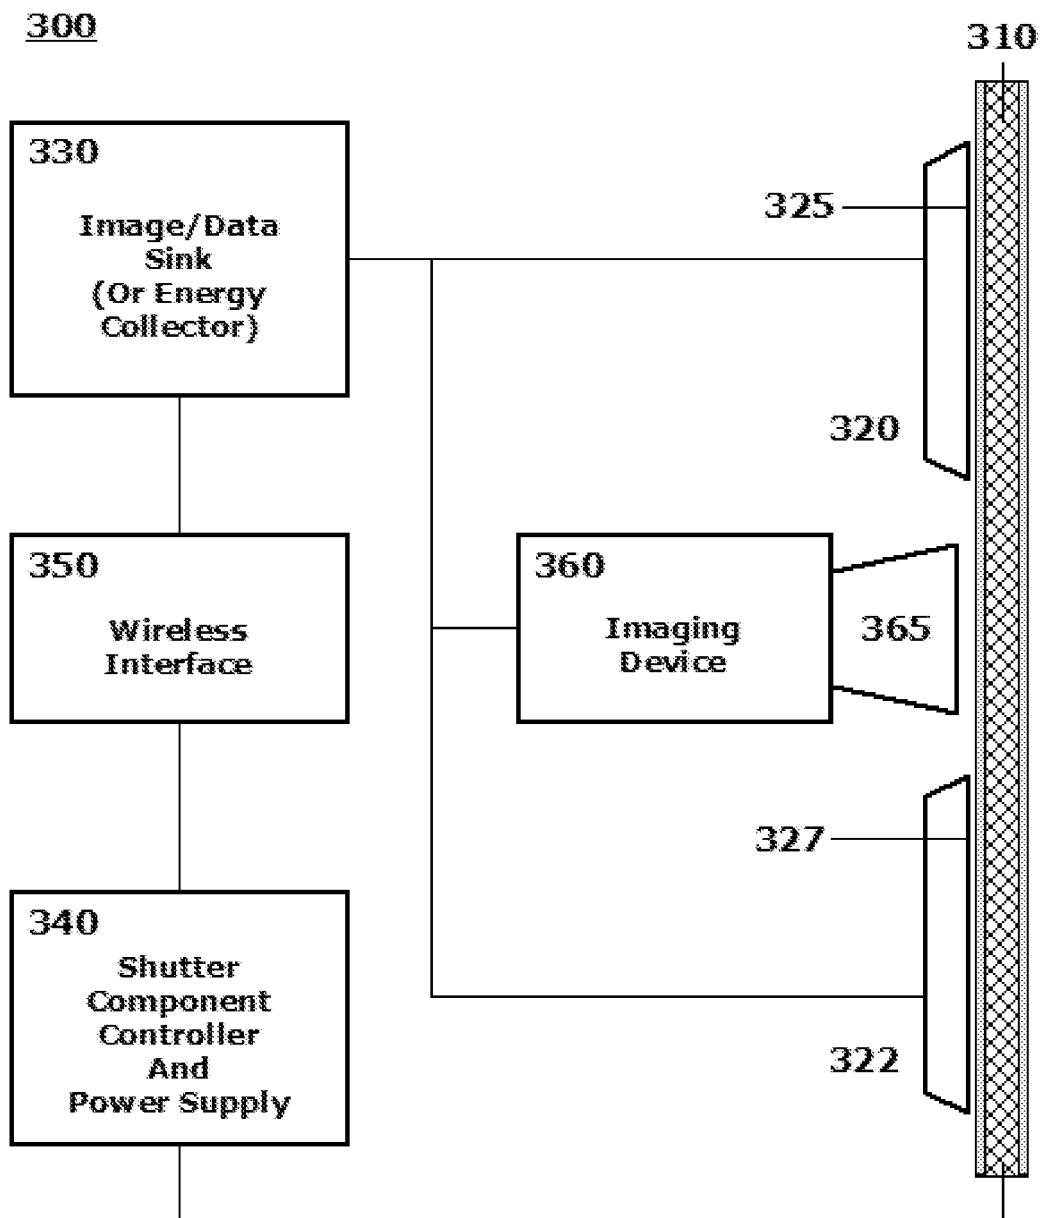 300
310
330
Image/Data
Sink
(Or Energy
Collector)
325
320
350
Wireless
Interface
360
Imaging
Device
365
327
340
Shutter
Component
Controller
And
Power Supply
322